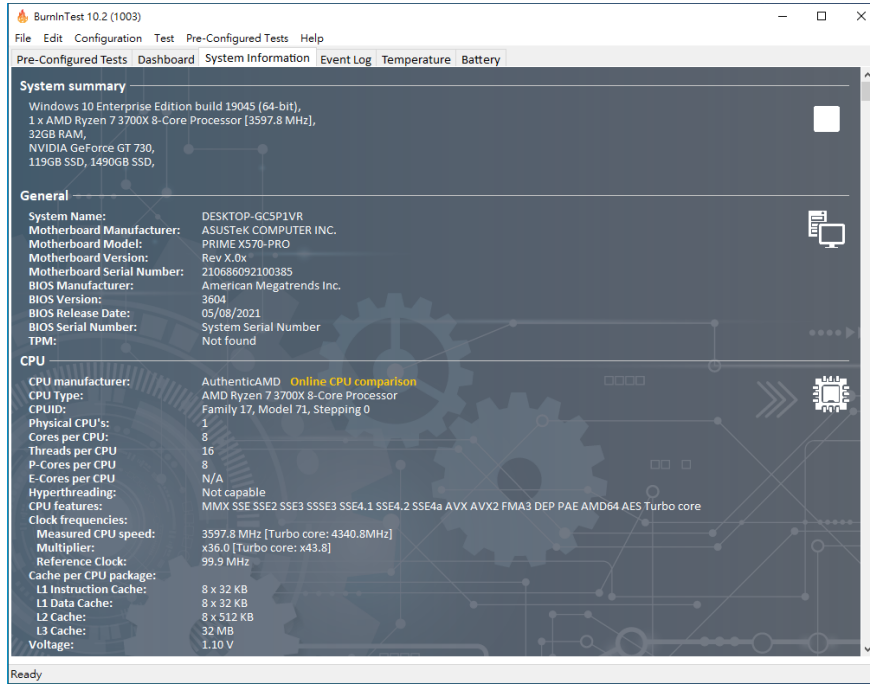 BurnInTest 10.2 (1003)
File Edit Configuration Test Pre-Configured Tests Help
Pre-Configured Tests Dashboard System Information Event Log Temperature Battery
System summary
Windows 10 Enterprise Edition build 19045 (64-bit),
1 x AMD Ryzen 7 3700X 8-Core Processor [3597.8 MHz],
32GB RAM,
NVIDIA GeForce GT 730,
119GB SSD, 1490GB SSD,
General
System Name: DESKTOP-GC5P1VR
Motherboard Manufacturer: ASUSTeK COMPUTER INC.
Motherboard Model: PRIME X570-PRO
Motherboard Version: Rev X.0x
Motherboard Serial Number: 210686092100385
BIOS Manufacturer: American Megatrends Inc.
BIOS Version: 3604
BIOS Release Date: 05/08/2021
BIOS Serial Number: System Serial Number
TPM: Not found
CPU
CPU manufacturer: AuthenticAMD Online CPU comparison
CPU Type: AMD Ryzen 7 3700X 8-Core Processor
CPUID: Family 17, Model 71, Stepping 0
Physical CPU's: 1
Cores per CPU: 8
Threads per CPU 16
P-Cores per CPU 8
E-Cores per CPU N/A
Hyperthreading: Not capable
CPU features: MMX SSE SSE2 SSE3 SSSE3 SSE4.1 SSE4.2 SSE4a AVX AVX2 FMA3 DEP PAE AMD64 AES Turbo core
Clock frequencies:
Measured CPU speed: 3597.8 MHz [Turbo core: 4340.8MHz]
Multiplier: x36.0 [Turbo core: x43.8]
Reference Clock: 99.9 MHz
Cache per CPU package:
L1 Instruction Cache: 8 x 32 KB
L1 Data Cache: 8 x 32 KB
L2 Cache: 8 x 512 KB
L3 Cache: 32 MB
Voltage: 1.10 V
Ready